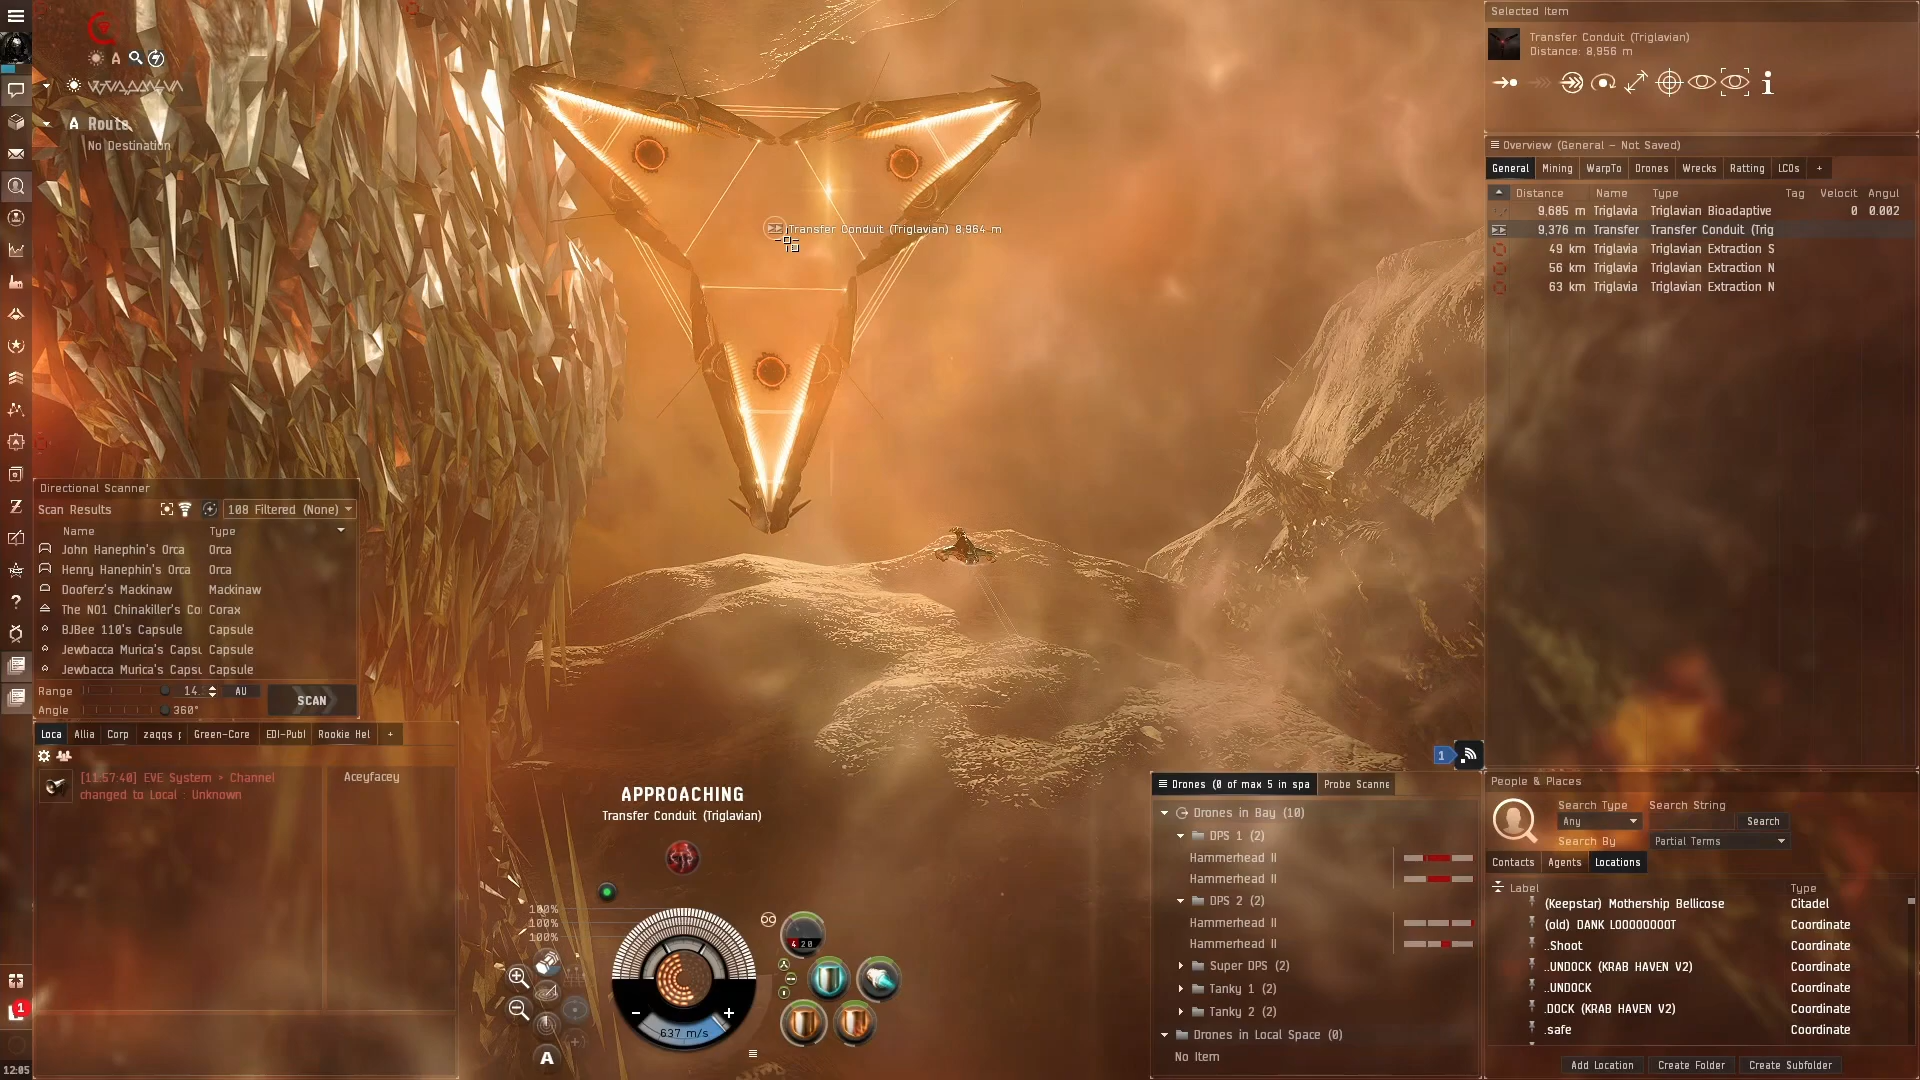 A
Route
No Destination
Transfer Conduit (Triglavian) 8,964 m
Directional Scanner
Scan Results
108 Filtered (None)
Name Type
John Hanephin's Orca Orca
Henry Hanephin's Orca Orca
Dooferz's Mackinaw Mackinaw
The NO1 Chinakiller's Co Corax
BJBee 110's Capsule Capsule
Jewbacca Murica's Capsu Capsule
Jewbacca Murica's Capsu Capsule
Range 14. AU
SCAN
Angle 360°
Loca Allia Corp zaqqs Green-Core EDI-Publ Rookie Hel +
[11:57:40] EVE System > Channel
changed to Local : Unknown
Aceyfacey
1
12:05
APPROACHING
Transfer Conduit (Triglavian)
100%
100%
100%
4 20
637 m/s
A
Selected Item
Transfer Conduit (Triglavian)
Distance: 8,956 m
Overview (General - Not Saved)
General Mining WarpTo Drones Wrecks Ratting LCOs +
Distance Name Type Tag Velocit Angul
9,685 m Triglavia Triglavian Bioadaptive 0 0.002
9,376 m Transfer Transfer Conduit (Trig
49 km Triglavia Triglavian Extraction S
56 km Triglavia Triglavian Extraction N
63 km Triglavia Triglavian Extraction N
1
Drones (0 of max 5 in spa Probe Scanne
Drones in Bay (10)
DPS 1 (2)
Hammerhead II
Hammerhead II
DPS 2 (2)
Hammerhead II
Hammerhead II
Super DPS (2)
Tanky 1 (2)
Tanky 2 (2)
Drones in Local Space (0)
No Item
People & Places
Search Type Search String
Any Search
Search By Partial Terms
Contacts Agents Locations
Label Type
(Keepstar) Mothership Bellicose Citadel
(old) DANK LOOOOOOOOT Coordinate
..Shoot Coordinate
..UNDOCK (KRAB HAVEN V2) Coordinate
..UNDOCK Coordinate
.DOCK (KRAB HAVEN V2) Coordinate
.safe Coordinate
Add Location Create Folder Create Subfolder